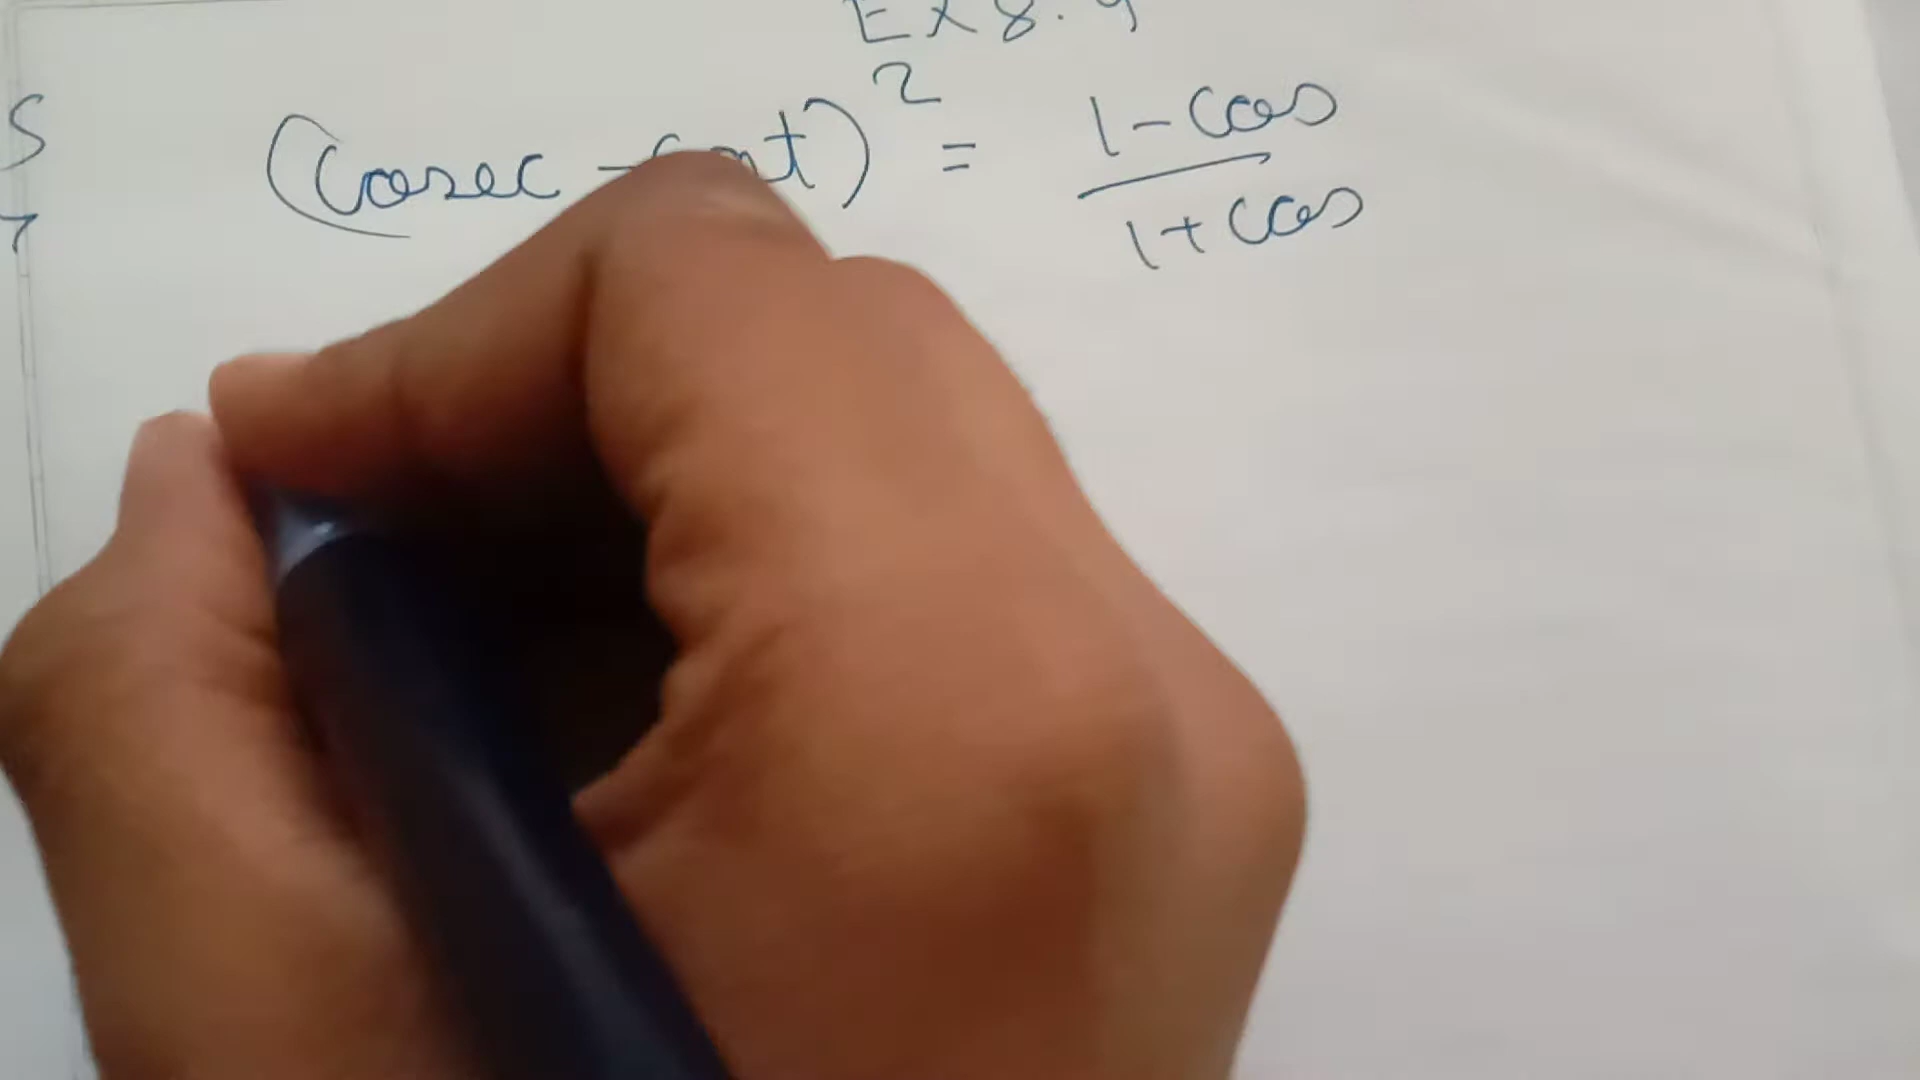 Ex 8.4
(Cosec - Cot)² = 1 - Cos
1 + Cos